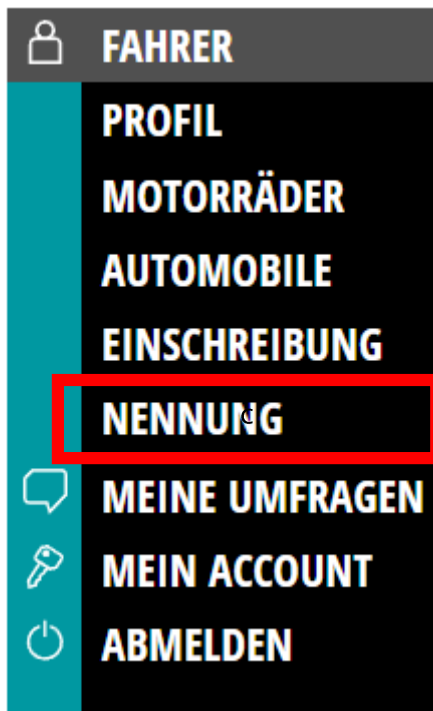 FAHRER
PROFIL
MOTORRÄDER
AUTOMOBILE
EINSCHREIBUNG
NENNUNG
MEINE UMFRAGEN
MEIN ACCOUNT
ABMELDEN